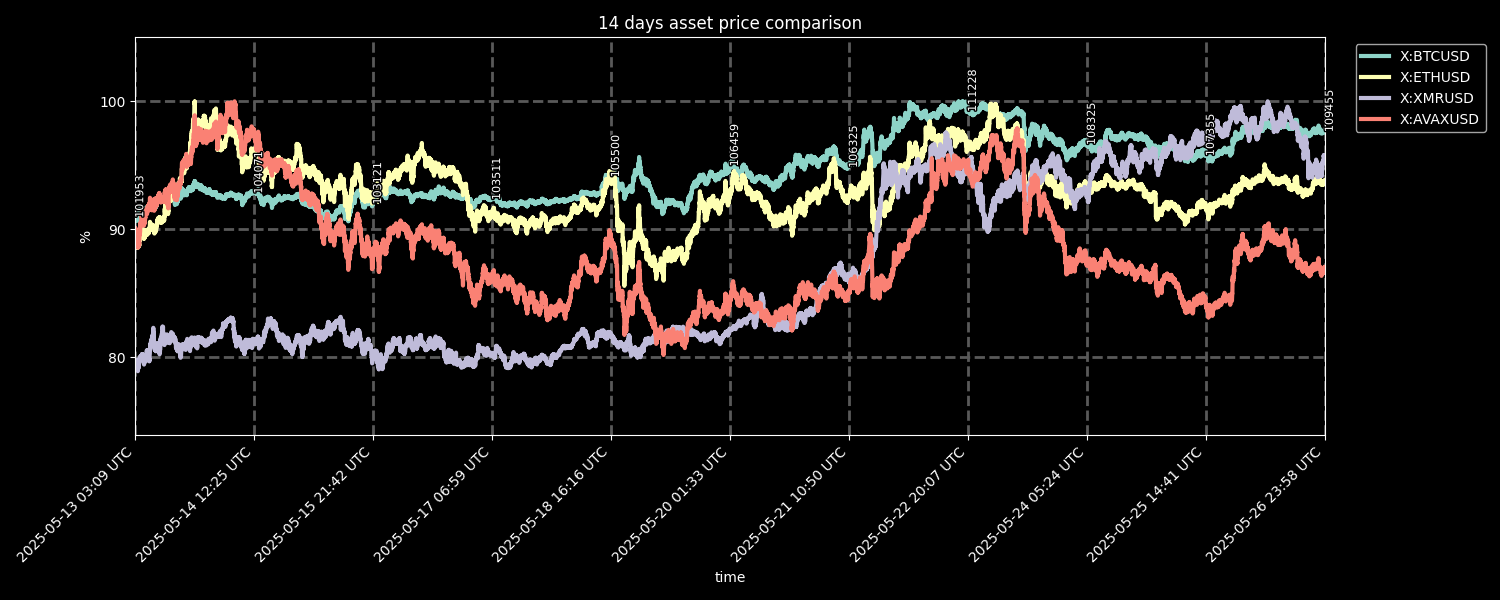 14 days asset price comparison
X:BTCUSD
X:ETHUSD
X:XMRUSD
X:AVAXUSD
100
90
80
%
101953
104071
103121
103511
105500
106459
106325
111228
108325
107355
109455
2025-05-13 03:09 UTC
2025-05-14 12:25 UTC
2025-05-15 21:42 UTC
2025-05-17 06:59 UTC
2025-05-18 16:16 UTC
2025-05-20 01:33 UTC
2025-05-21 10:50 UTC
2025-05-22 20:07 UTC
2025-05-24 05:24 UTC
2025-05-25 14:41 UTC
2025-05-26 23:58 UTC
time